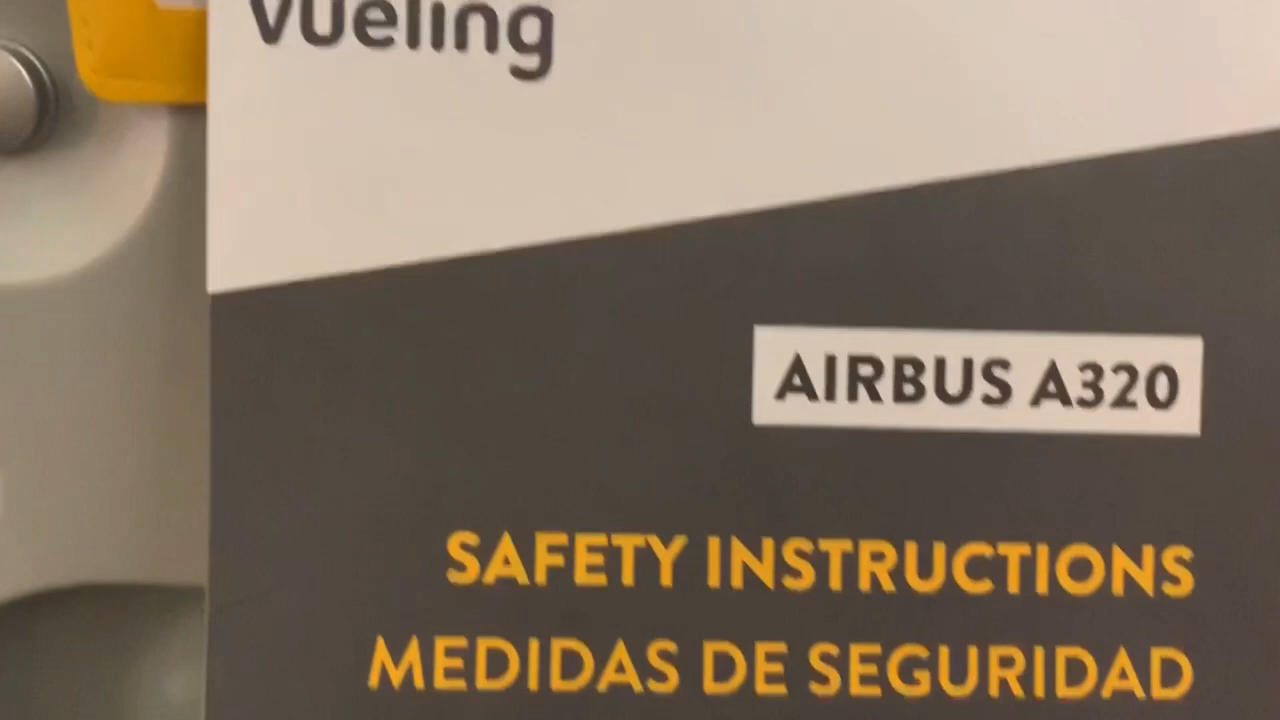 vueling
AIRBUS A320
SAFETY INSTRUCTIONS
MEDIDAS DE SEGURIDAD